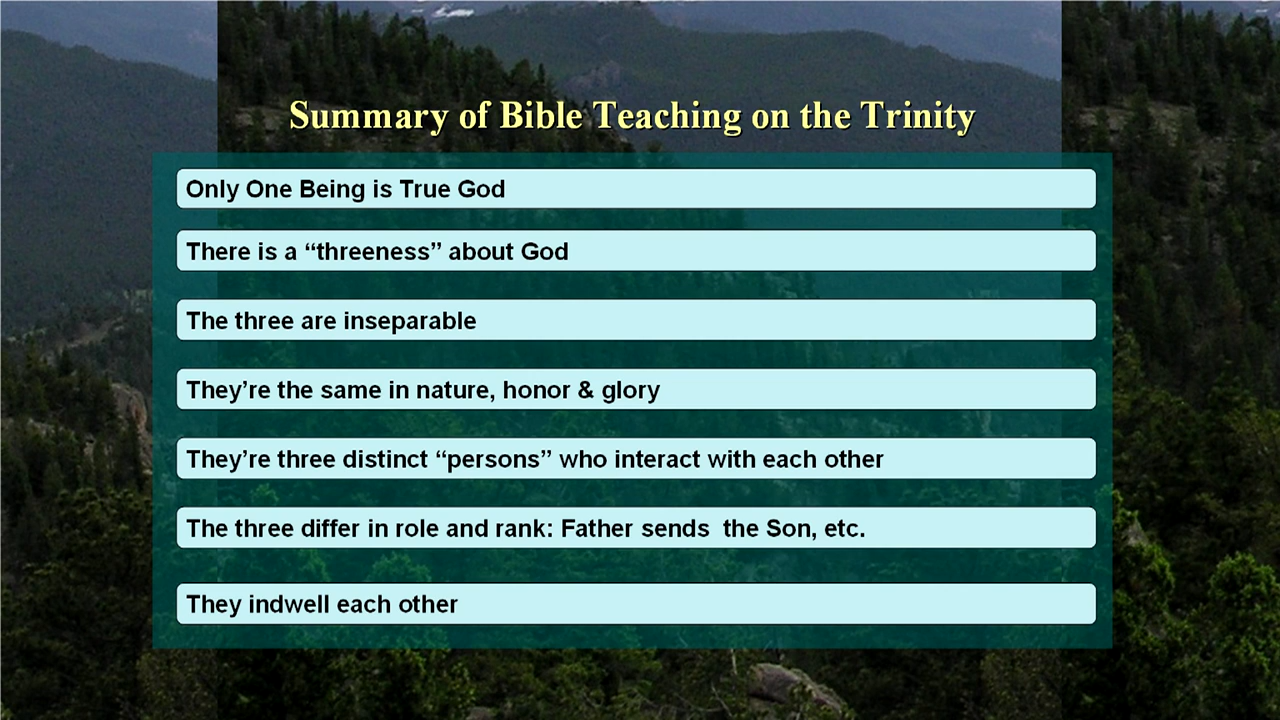 Summary of Bible Teaching on the Trinity
Only One Being is True God
There is a “threeness” about God
The three are inseparable
They’re the same in nature, honor & glory
They’re three distinct “persons” who interact with each other
The three differ in role and rank: Father sends  the Son, etc.
They indwell each other